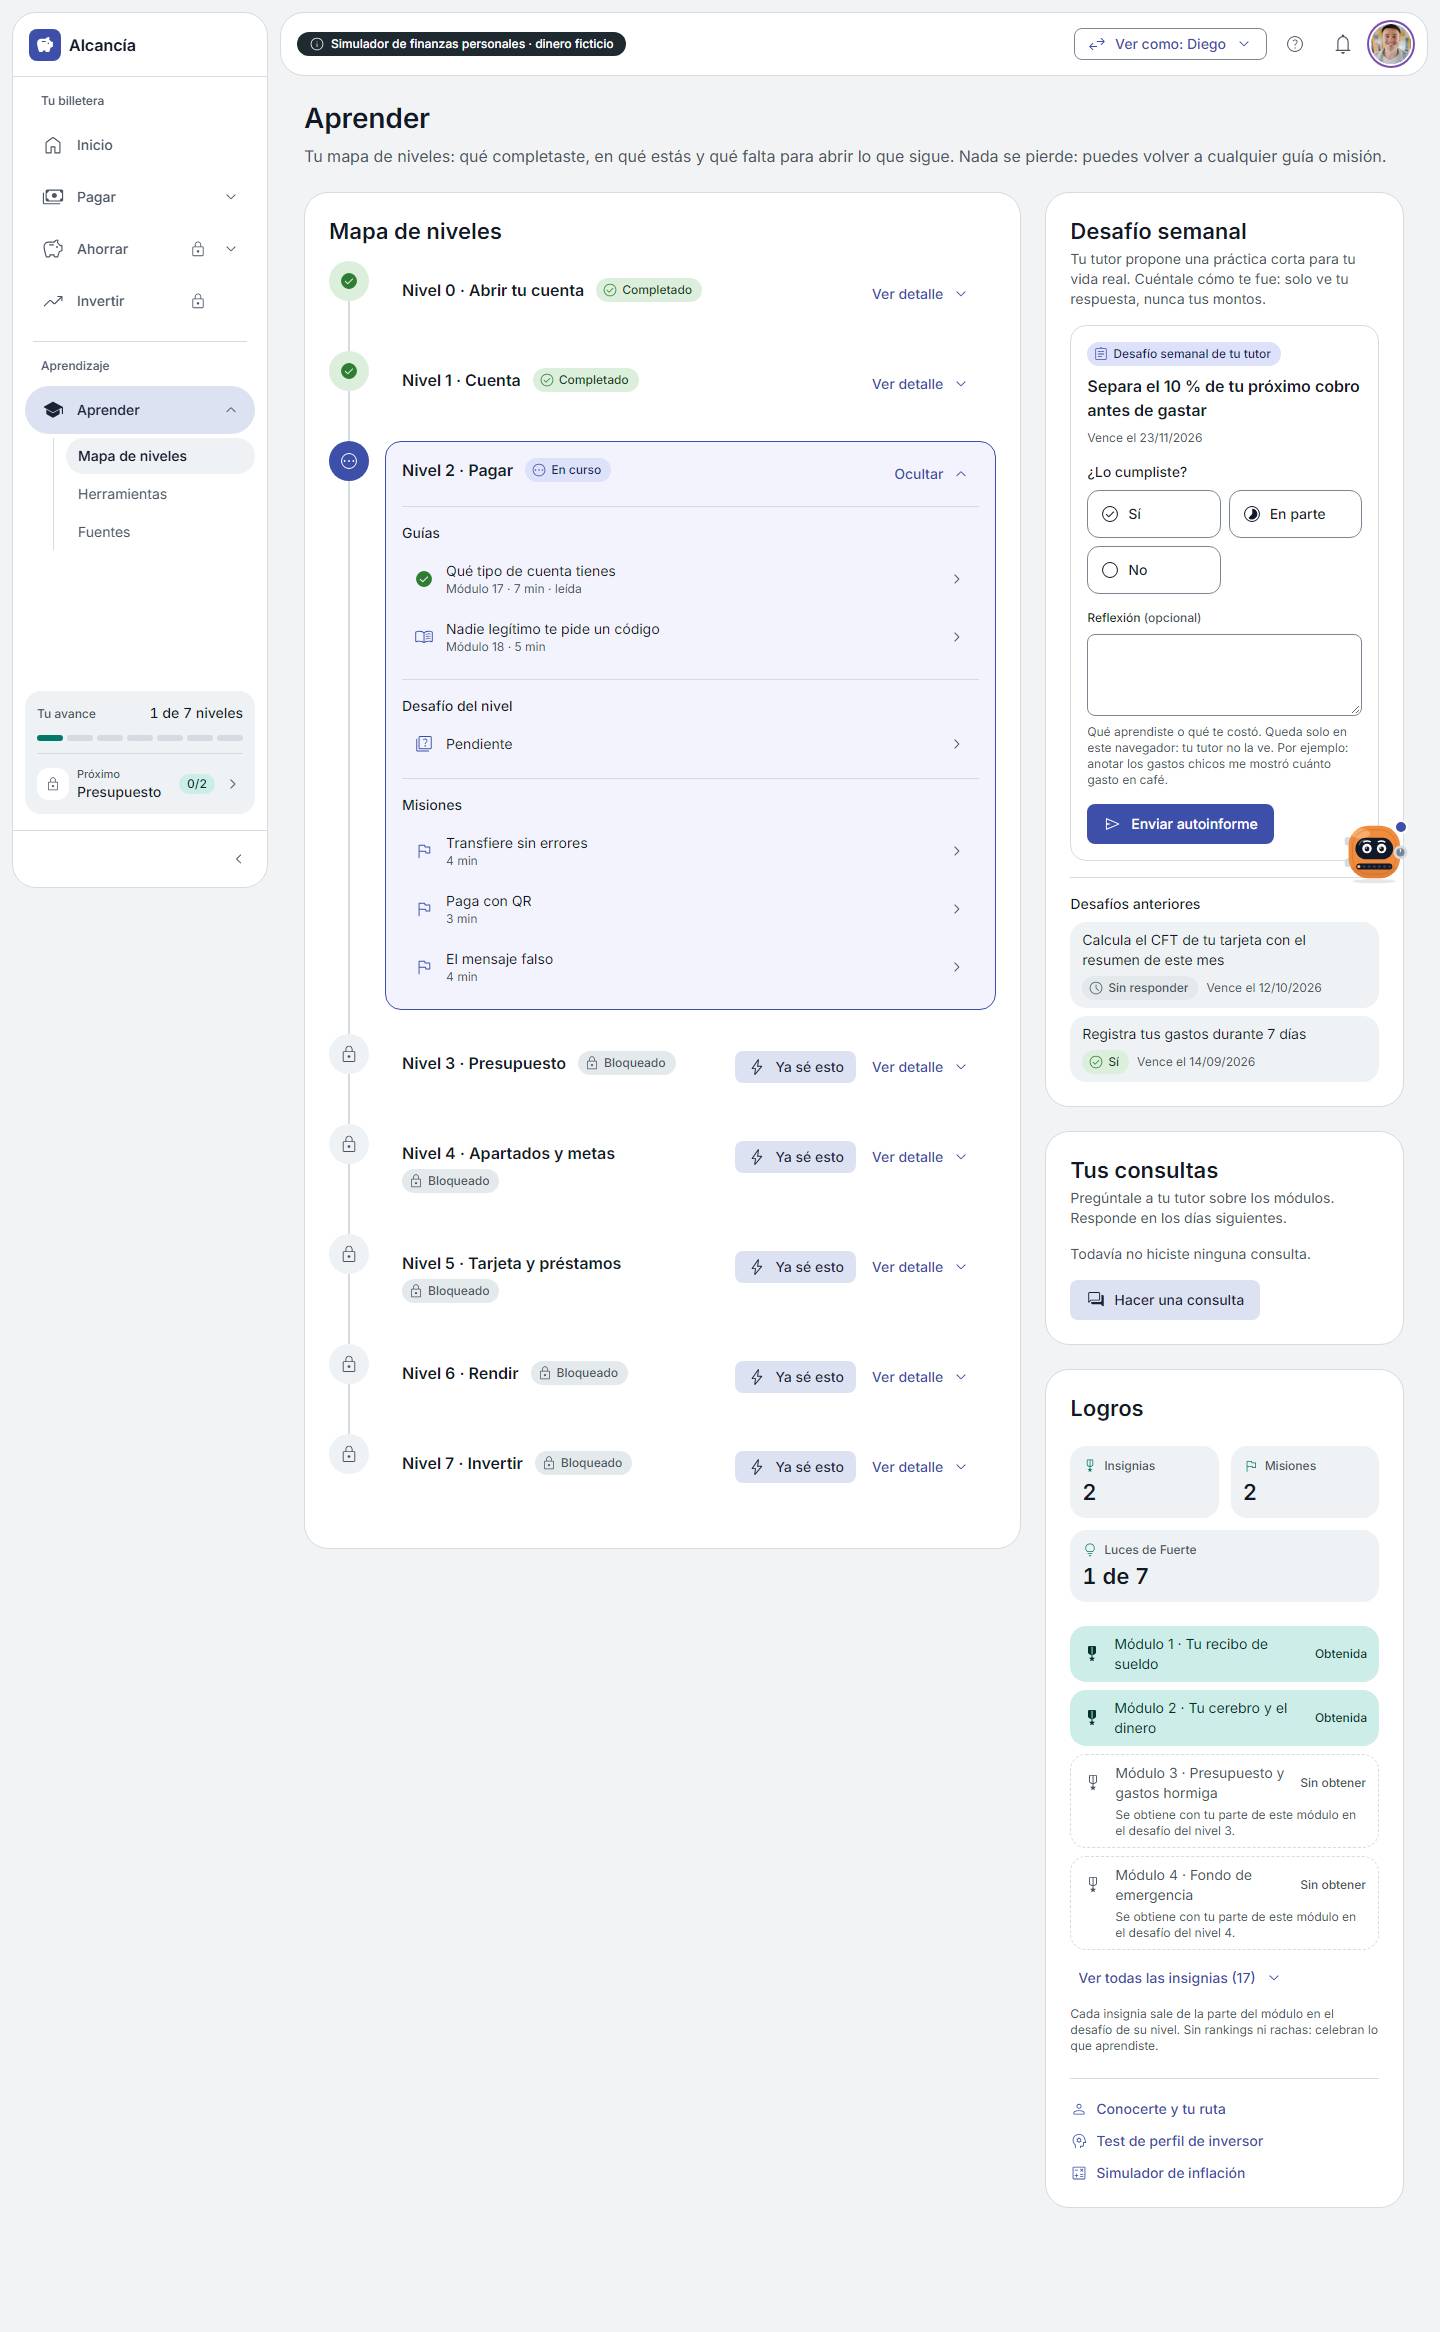 Alcancía
Simulador de finanzas personales · dinero ficticio
Ver como: Diego
Tu billetera
Inicio
Pagar
Ahorrar
Invertir
Aprendizaje
Aprender
Mapa de niveles
Herramientas
Fuentes
Tu avance
1 de 7 niveles
Próximo
Presupuesto
0/2
Aprender
Tu mapa de niveles: qué completaste, en qué estás y qué falta para abrir lo que sigue. Nada se pierde: puedes volver a cualquier guía o misión.
Mapa de niveles
Nivel 0 · Abrir tu cuenta
Completado
Ver detalle
Nivel 1 · Cuenta
Completado
Ver detalle
Nivel 2 · Pagar
En curso
Ocultar
Guías
Qué tipo de cuenta tienes
Módulo 17 · 7 min · leída
Nadie legítimo te pide un código
Módulo 18 · 5 min
Desafío del nivel
Pendiente
Misiones
Transfiere sin errores
4 min
Paga con QR
3 min
El mensaje falso
4 min
Nivel 3 · Presupuesto
Bloqueado
Ya sé esto
Ver detalle
Nivel 4 · Apartados y metas
Bloqueado
Ya sé esto
Ver detalle
Nivel 5 · Tarjeta y préstamos
Bloqueado
Ya sé esto
Ver detalle
Nivel 6 · Rendir
Bloqueado
Ya sé esto
Ver detalle
Nivel 7 · Invertir
Bloqueado
Ya sé esto
Ver detalle
Desafío semanal
Tu tutor propone una práctica corta para tu
vida real. Cuéntale cómo te fue: solo ve tu
respuesta, nunca tus montos.
Desafío semanal de tu tutor
Separa el 10 % de tu próximo cobro
antes de gastar
Vence el 23/11/2026
¿Lo cumpliste?
Sí
En parte
No
Reflexión (opcional)
Qué aprendiste o qué te costó. Queda solo en
este navegador: tu tutor no la ve. Por ejemplo:
anotar los gastos chicos me mostró cuánto
gasto en café.
Enviar autoinforme
Desafíos anteriores
Calcula el CFT de tu tarjeta con el
resumen de este mes
Sin responder
Vence el 12/10/2026
Registra tus gastos durante 7 días
Sí
Vence el 14/09/2026
Tus consultas
Pregúntale a tu tutor sobre los módulos.
Responde en los días siguientes.
Todavía no hiciste ninguna consulta.
Hacer una consulta
Logros
Insignias
2
Misiones
2
Luces de Fuerte
1 de 7
Módulo 1 · Tu recibo de
sueldo
Obtenida
Módulo 2 · Tu cerebro y el
dinero
Obtenida
Módulo 3 · Presupuesto y
gastos hormiga
Sin obtener
Se obtiene con tu parte de este módulo en
el desafío del nivel 3.
Módulo 4 · Fondo de
emergencia
Sin obtener
Se obtiene con tu parte de este módulo en
el desafío del nivel 4.
Ver todas las insignias (17)
Cada insignia sale de la parte del módulo en el
desafío de su nivel. Sin rankings ni rachas: celebran lo
que aprendiste.
Conocerte y tu ruta
Test de perfil de inversor
Simulador de inflación